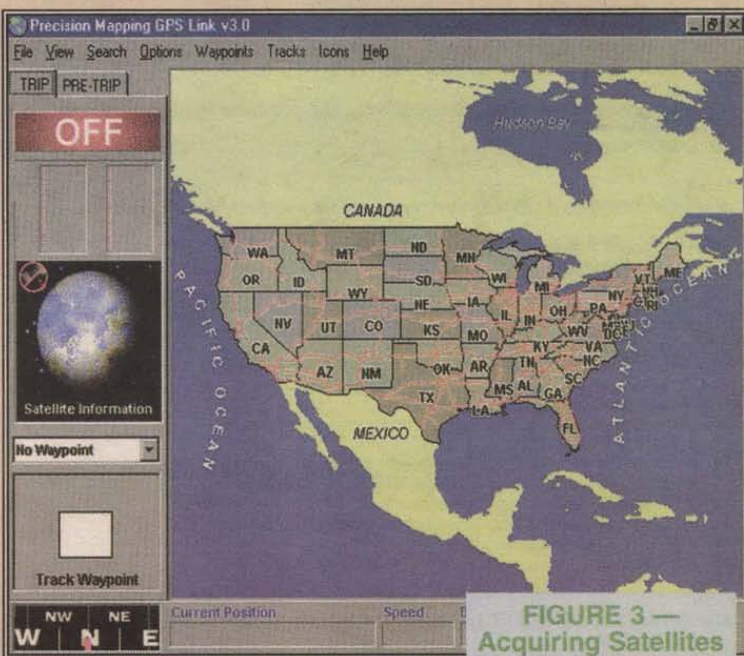 Precision Mapping GPS Link v3.0
File View Search Options Waypoints Tracks Icons Help
TRIP PRE-TRIP
OFF
Satellite Information
No Waypoint
Track Waypoint
NW NE
W N E
Hudson Bay
CANADA
PACIFIC OCEAN
ATLANTIC OCEAN
MEXICO
WA MT ND MN
OR ID WY SD WI MI NY VT ME
NV UT CO NE IA IL IN OH PA
CA KS MO KY WV VA
AZ NM OK AR TN NC
TX LA MS AL GA SC
FL
NH
RI
Current Position Speed
FIGURE 3 —
Acquiring Satellites